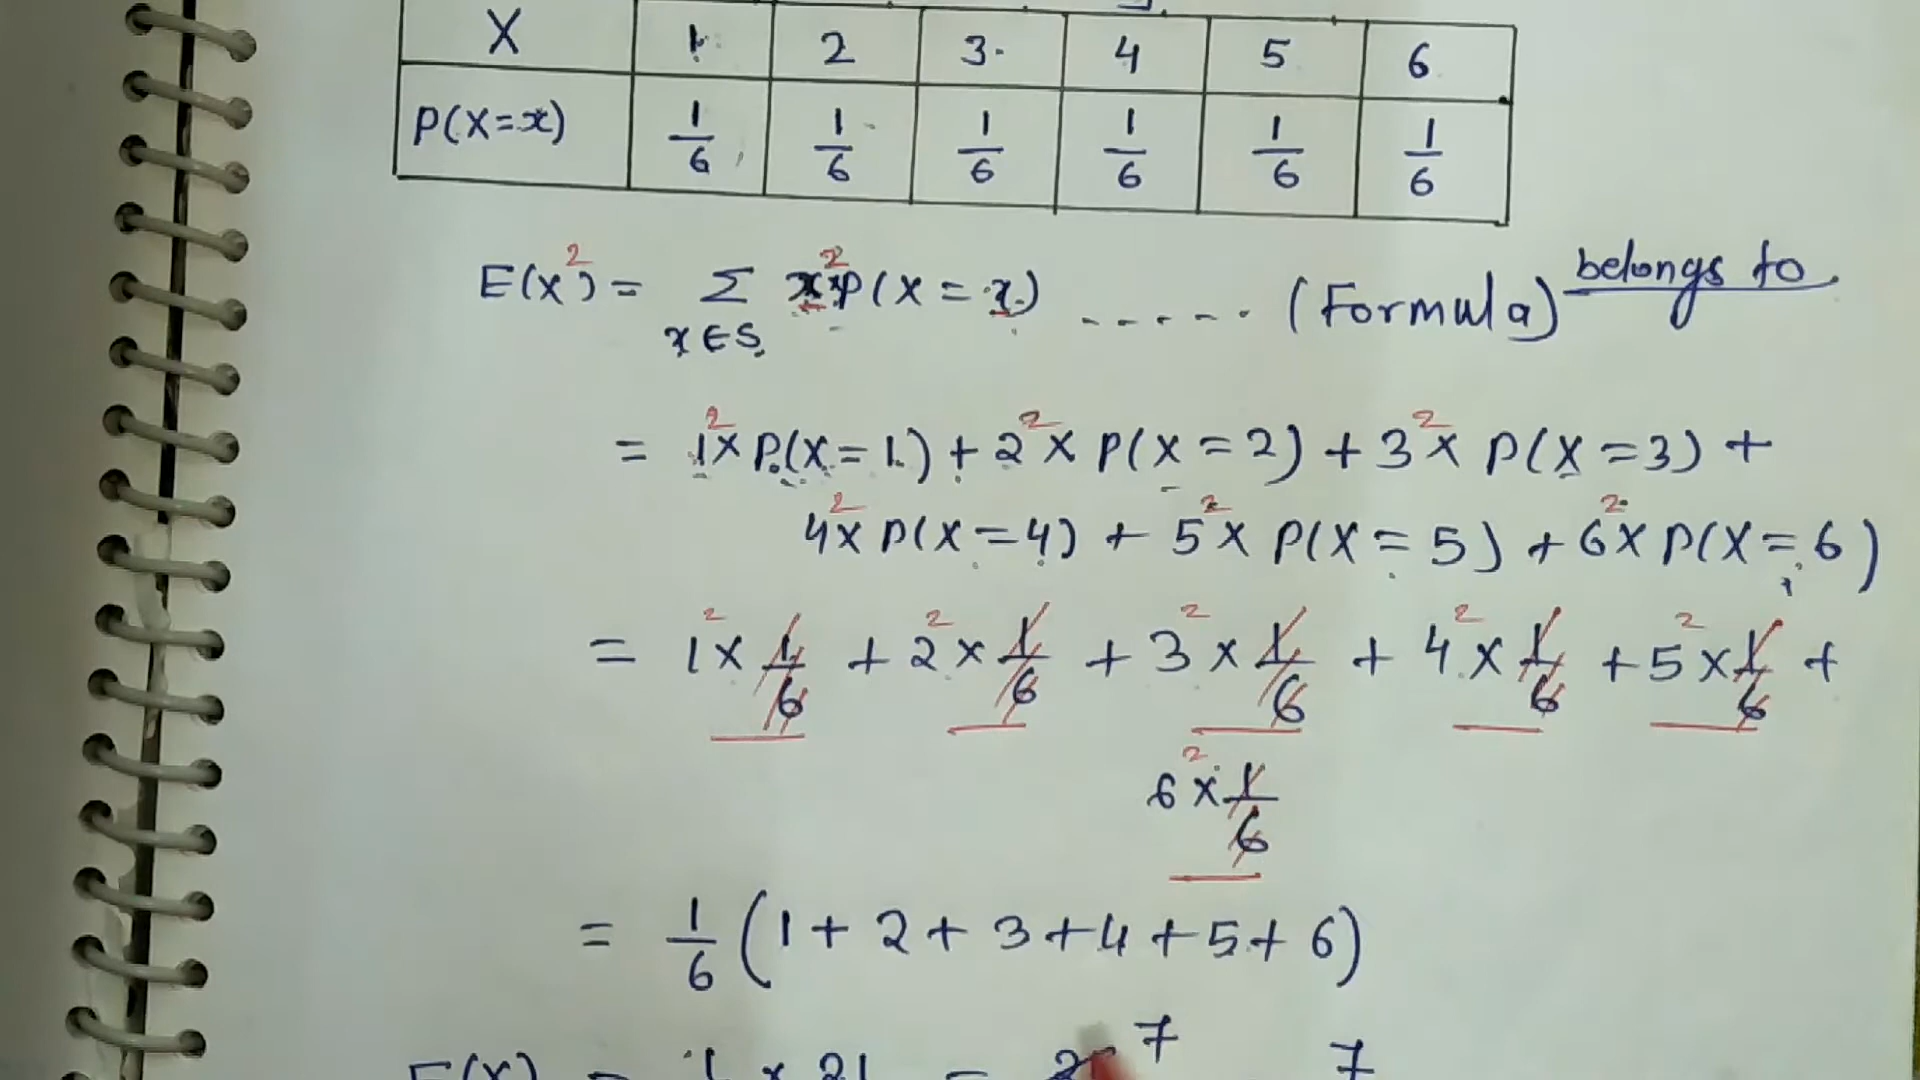 X 1 2 3 4 5 6
P(X=x) 1/6 1/6 1/6 1/6 1/6 1/6
E(X²) = Σ x² P(X = x) ...... (Formula) belongs to
x∈S
= 1² × P(X = 1) + 2² × P(X = 2) + 3² × P(X = 3) +
4² × P(X = 4) + 5² × P(X = 5) + 6² × P(X = 6)
= 1² × 1/6 + 2² × 1/6 + 3² × 1/6 + 4² × 1/6 + 5² × 1/6 +
6² × 1/6
= 1/6 (1 + 2 + 3 + 4 + 5 + 6)
E(X) = 1 × 21 = 7 7